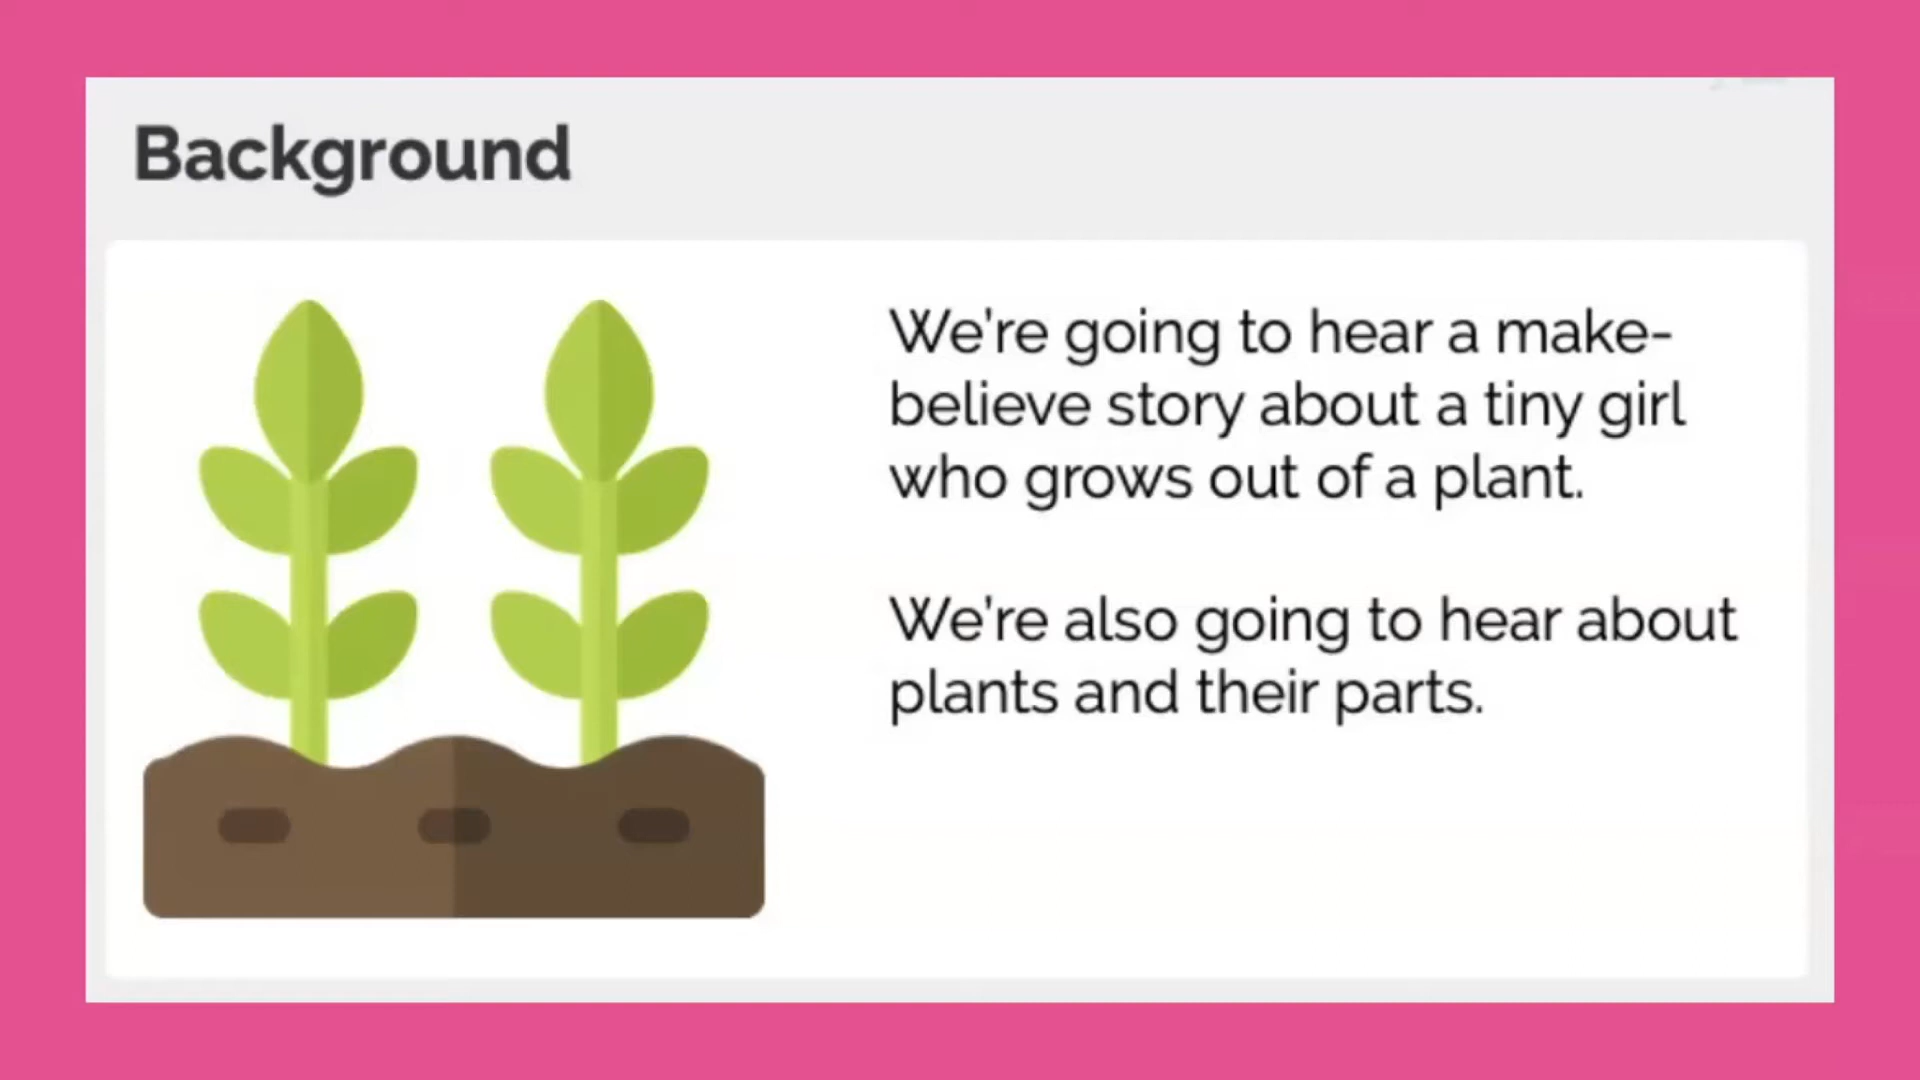 Background
We're going to hear a make-
believe story about a tiny girl
who grows out of a plant.
We're also going to hear about
plants and their parts.